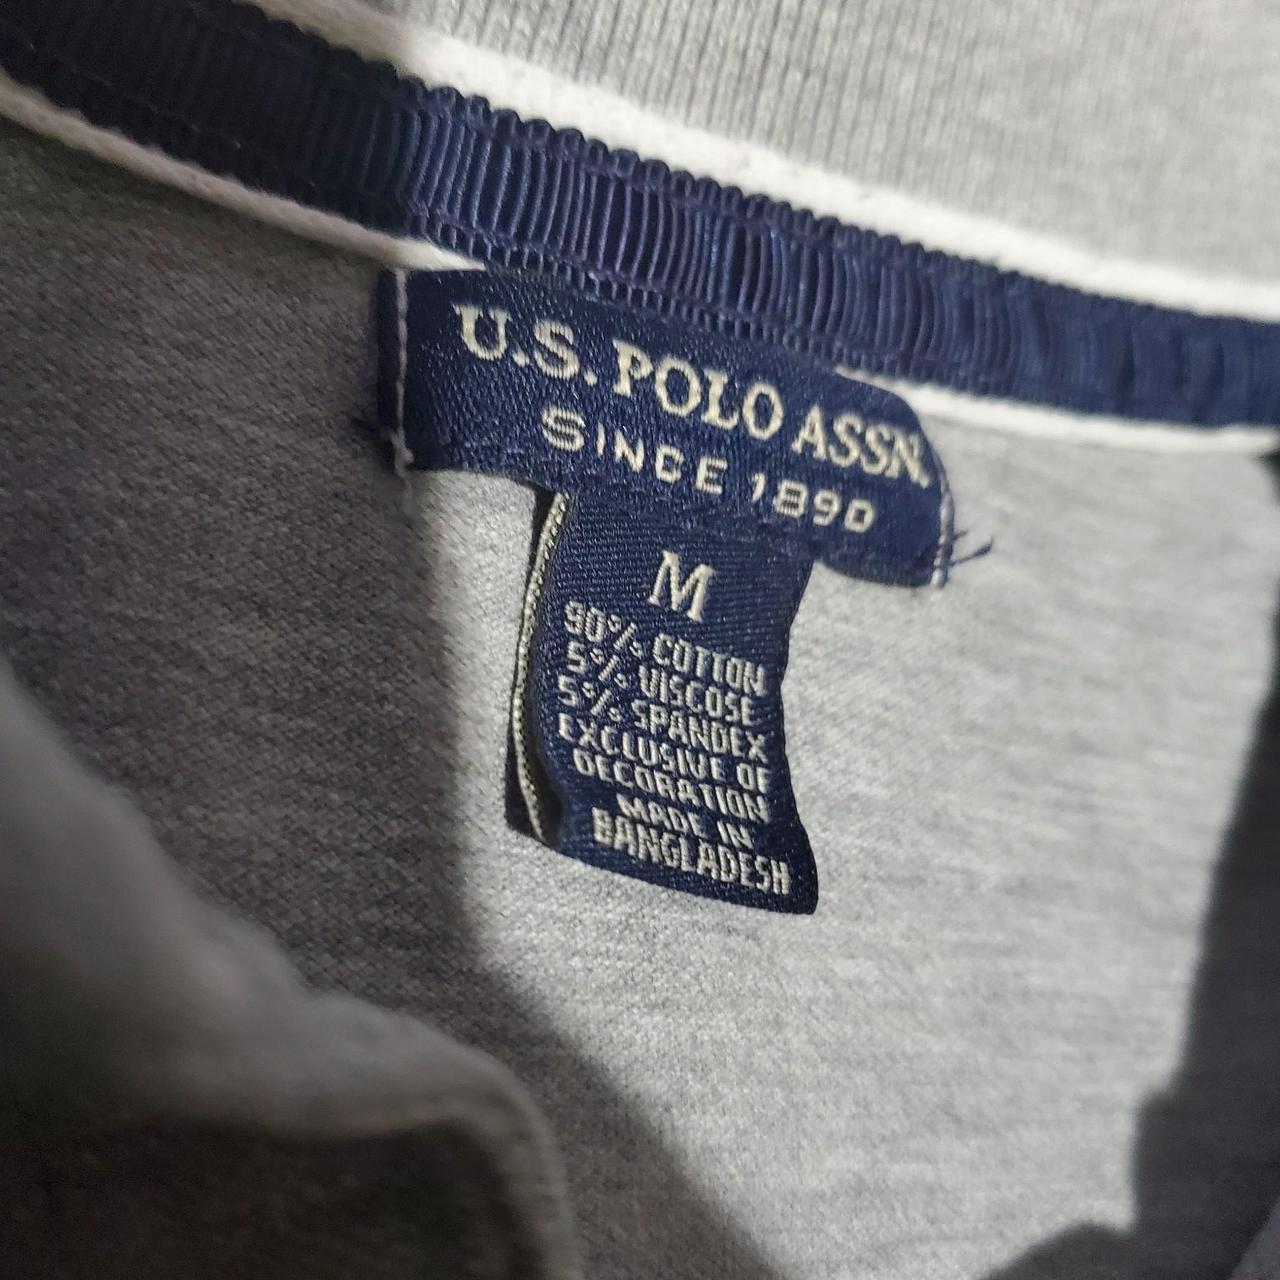 U.S. POLO ASSN.
SINCE 1890
M
90% COTTON
5% VISCOSE
5% SPANDEX
EXCLUSIVE OF
DECORATION
MADE IN
BANGLADESH